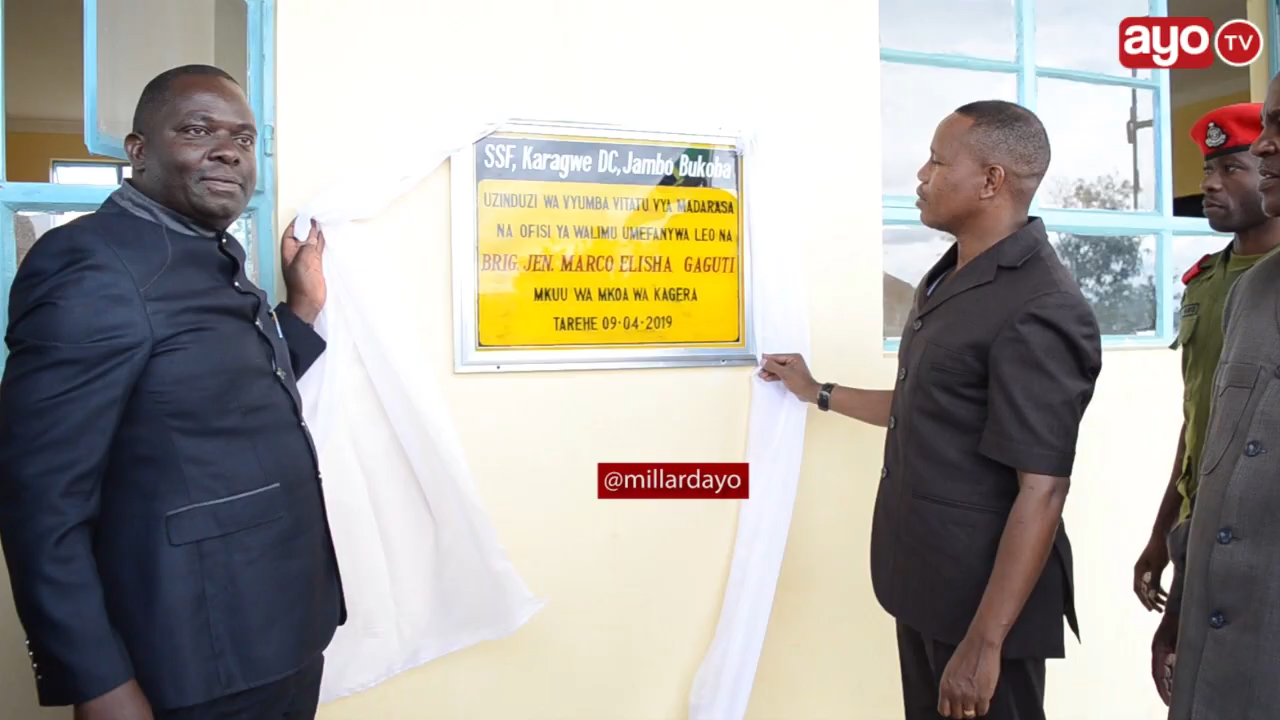 ayo TV
SSF, Karagwe DC, Jambo Bukoba
UZINDUZI WA VYUMBA VITATU VYA MADARASA
NA OFISI YA WALIMU UMEFANYWA LEO NA
BRIG. JEN. MARCO ELISHA GAGUTI
MKUU WA MKOA WA KAGERA
TAREHE 09-04-2019
@millardayo